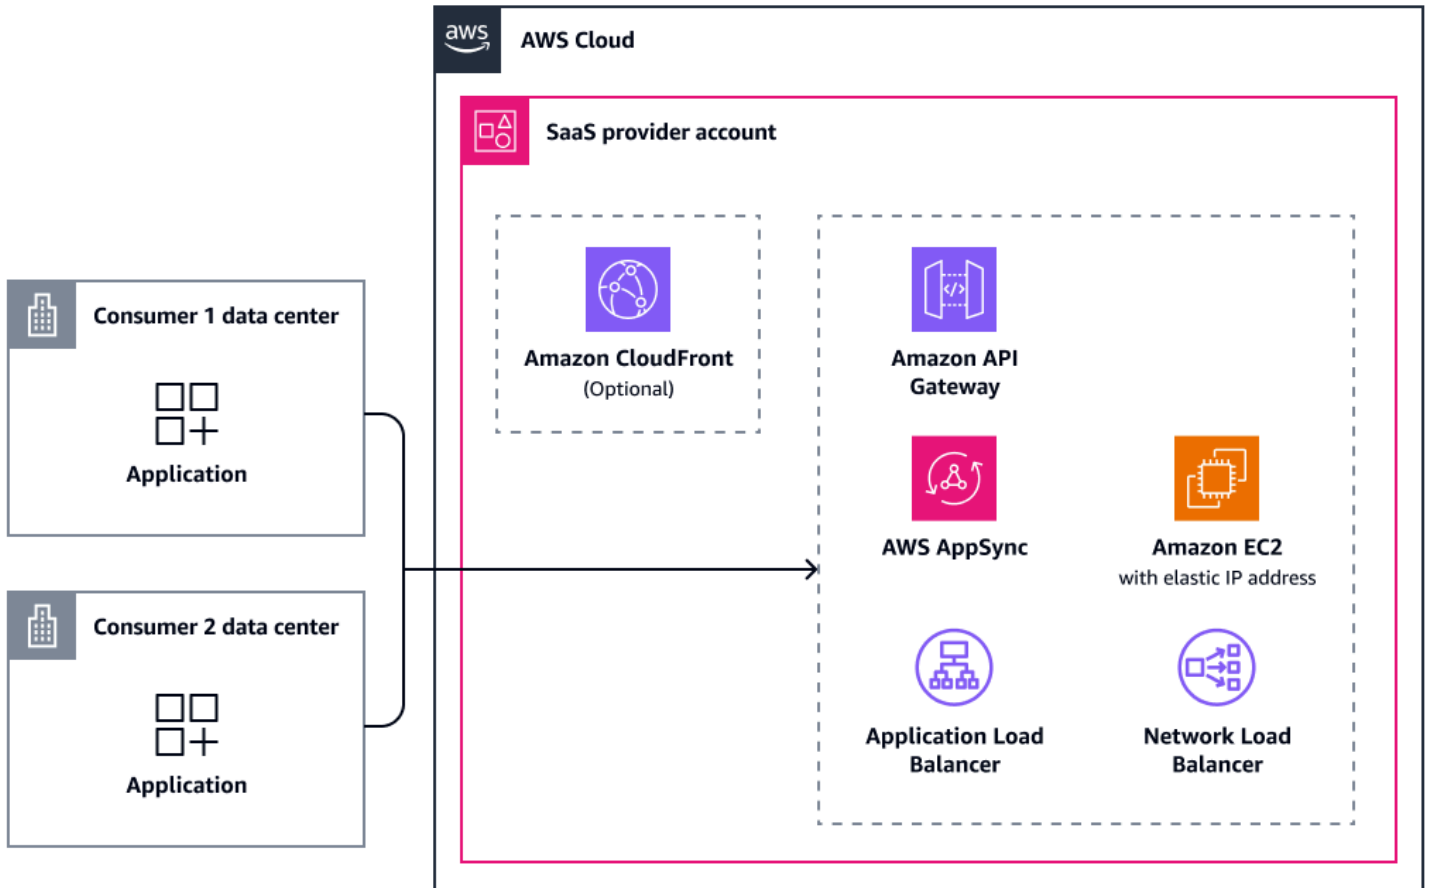 aws
AWS Cloud
SaaS provider account
Consumer 1 data center
Application
Consumer 2 data center
Application
Amazon CloudFront
(Optional)
Amazon API
Gateway
</>
AWS AppSync
Amazon EC2
with elastic IP address
Application Load
Balancer
Network Load
Balancer